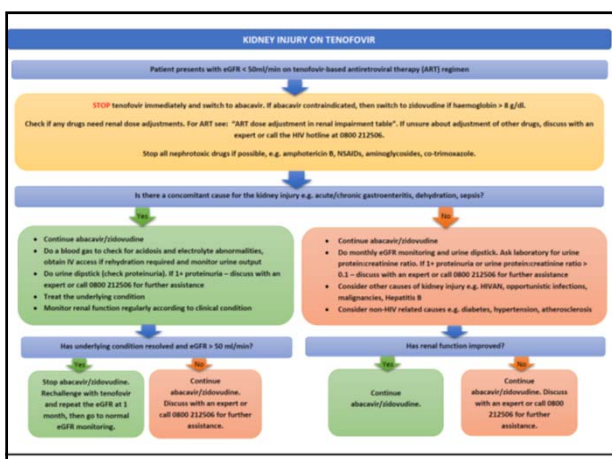 KIDNEY INJURY ON TENOFOVIR
Patient presents with eGFR < 50ml/min on tenofovir-based antiretroviral therapy (ART) regimen
STOP tenofovir immediately and switch to abacavir. If abacavir contraindicated, then switch to zidovudine if haemoglobin > 8 g/dl.
Check if any drugs need renal dose adjustments. For ART see: “ART dose adjustment in renal impairment table”. If unsure about adjustment of other drugs, discuss with an
expert or call the HIV hotline at 0800 212506.
Stop all nephrotoxic drugs if possible, e.g. amphotericin B, NSAIDs, aminoglycosides, co-trimoxazole.
Is there a concomitant cause for the kidney injury e.g. acute/chronic gastroenteritis, dehydration, sepsis?
Yes
• Continue abacavir/zidovudine
• Do a blood gas to check for acidosis and electrolyte abnormalities,
obtain IV access if rehydration required and monitor urine output
• Do urine dipstick (check proteinuria). If 1+ proteinuria – discuss with an
expert or call 0800 212506 for further assistance
• Treat the underlying condition
• Monitor renal function regularly according to clinical condition
No
• Continue abacavir/zidovudine
• Do monthly eGFR monitoring and urine dipstick. Ask laboratory for urine
protein:creatinine ratio. If 1+ proteinuria or urine protein:creatinine ratio >
0.1 – discuss with an expert or call 0800 212506 for further assistance
• Consider other causes of kidney injury e.g. HIVAN, opportunistic infections,
malignancies, Hepatitis B
• Consider non-HIV related causes e.g. diabetes, hypertension, atherosclerosis
Has underlying condition resolved and eGFR > 50 ml/min?
Yes
Stop abacavir/zidovudine.
Rechallenge with tenofovir
and repeat the eGFR at 1
month, then go to normal
eGFR monitoring.
No
Continue
abacavir/zidovudine.
Discuss with an expert or
call 0800 212506 for further
assistance.
Has renal function improved?
Yes
Continue
abacavir/zidovudine.
No
Continue
abacavir/zidovudine. Discuss
with an expert or call 0800
212506 for further
assistance.